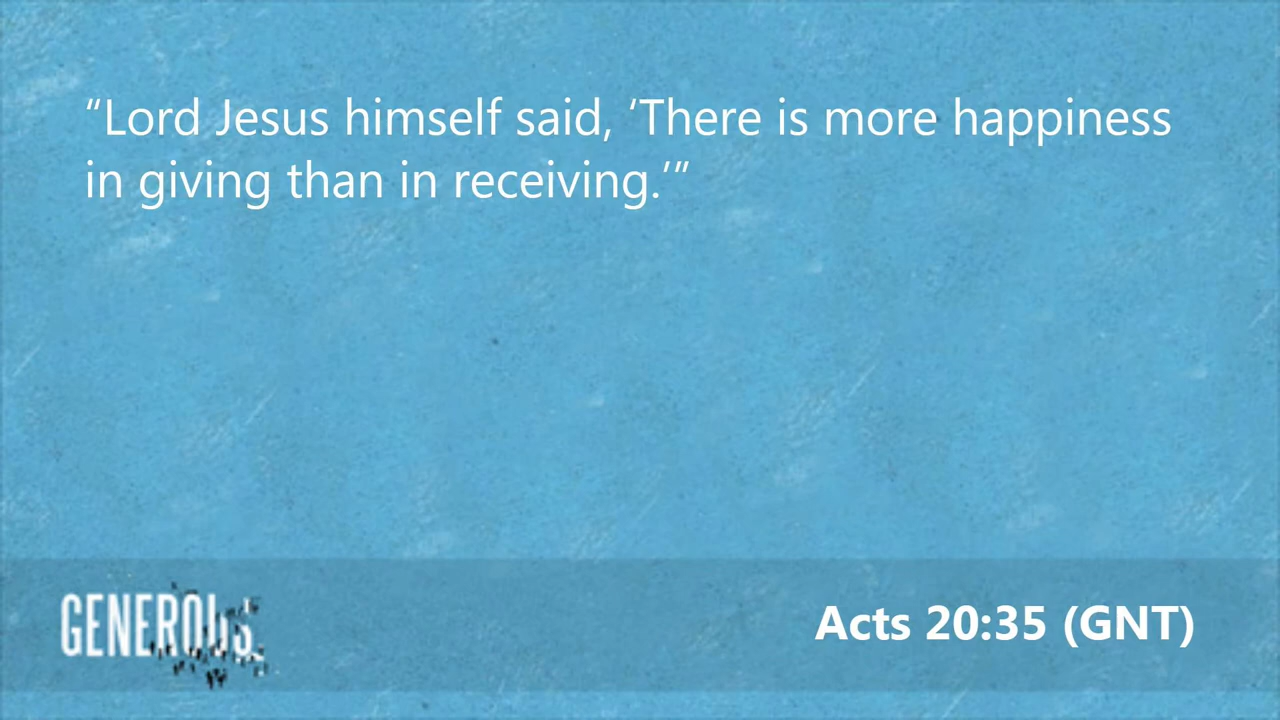 “Lord Jesus himself said, ‘There is more happiness
in giving than in receiving.’”
GENEROUS
Acts 20:35 (GNT)